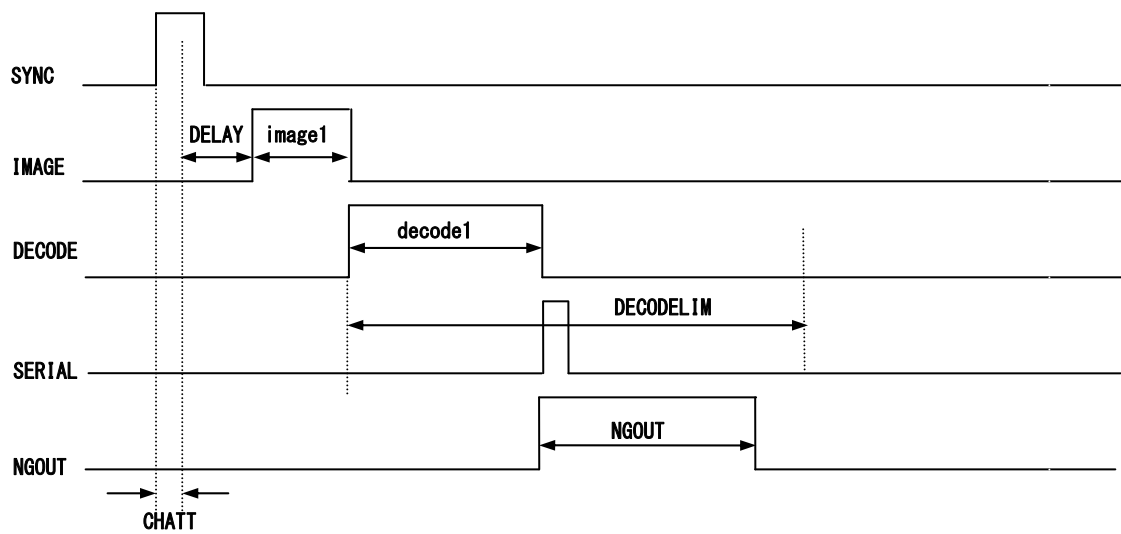 SYNC
DELAY
image1
IMAGE
decode1
DECODE
DECODELIM
SERIAL
NGOUT
NGOUT
CHATT